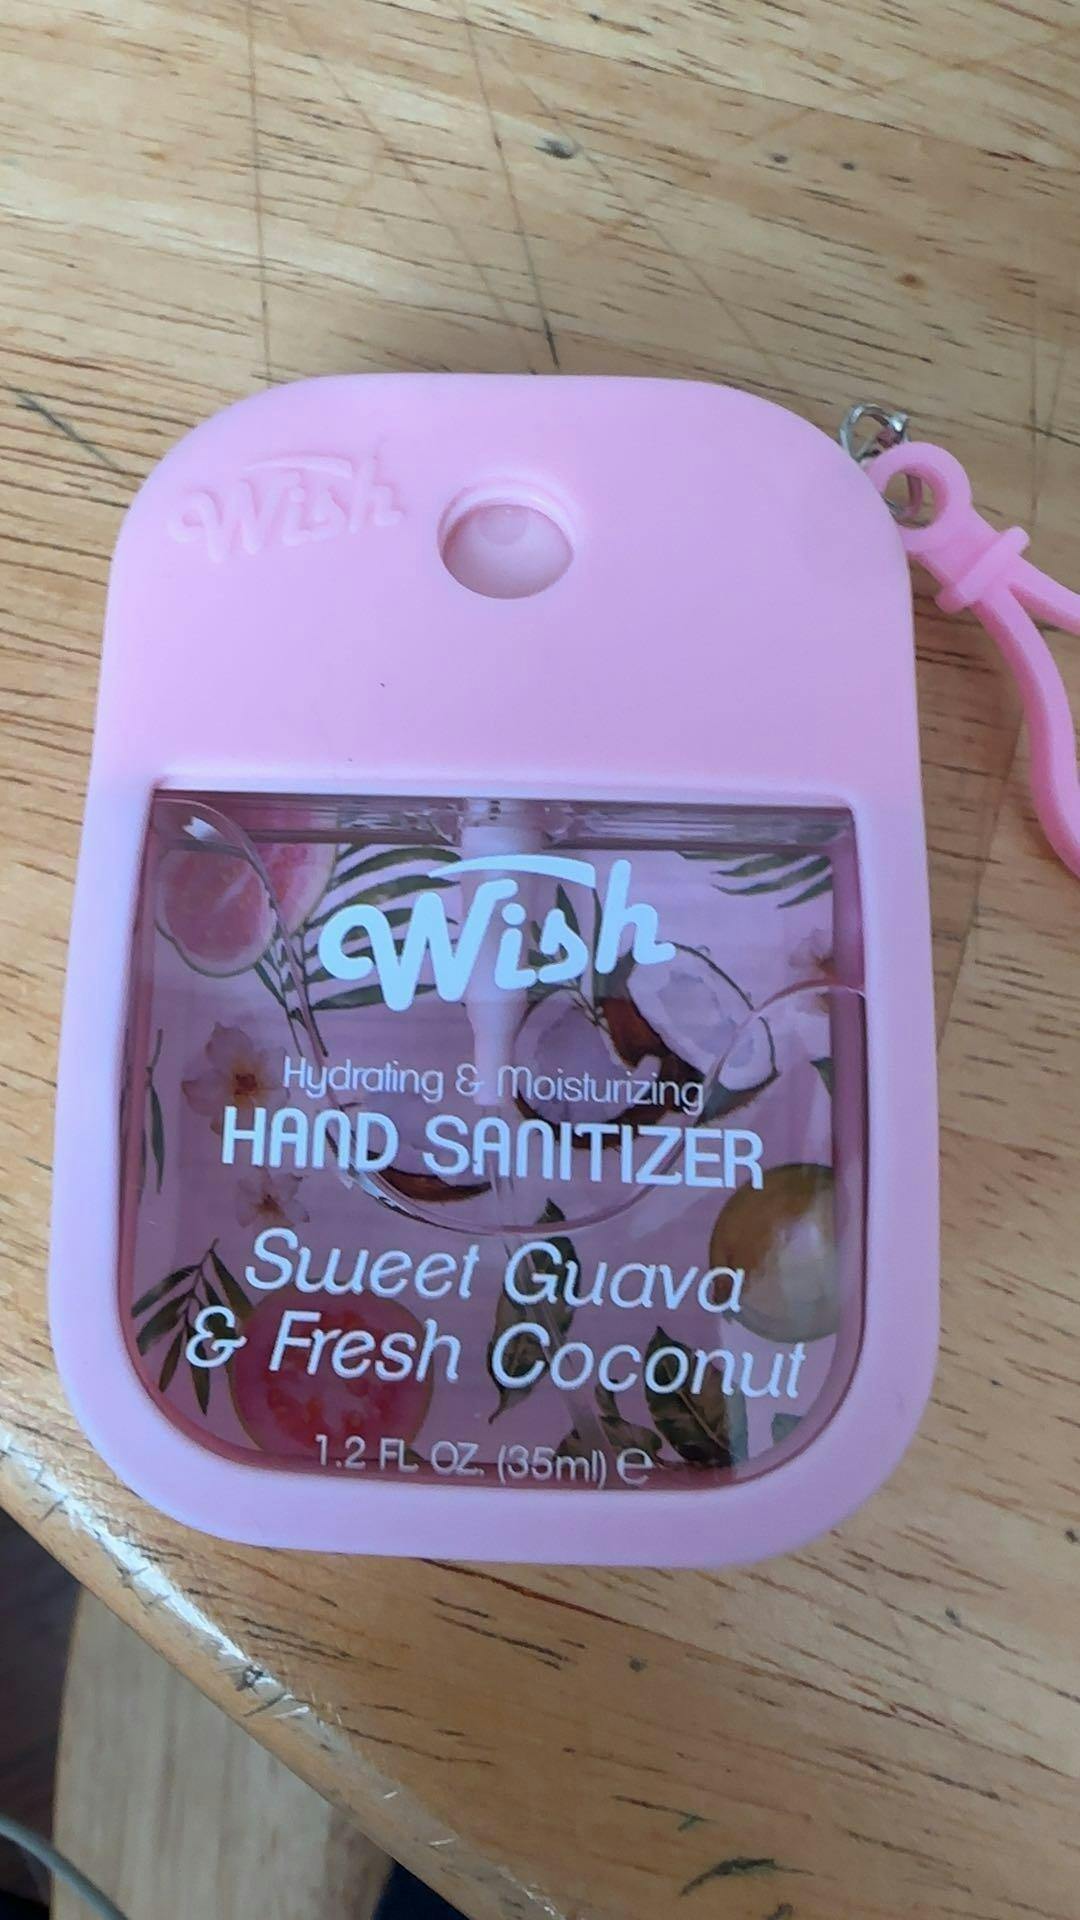 Wish
Wish
Hydrating & Moisturizing
HAND SANITIZER
Sweet Guava
& Fresh Coconut
1.2 FL OZ. (35ml) ℮